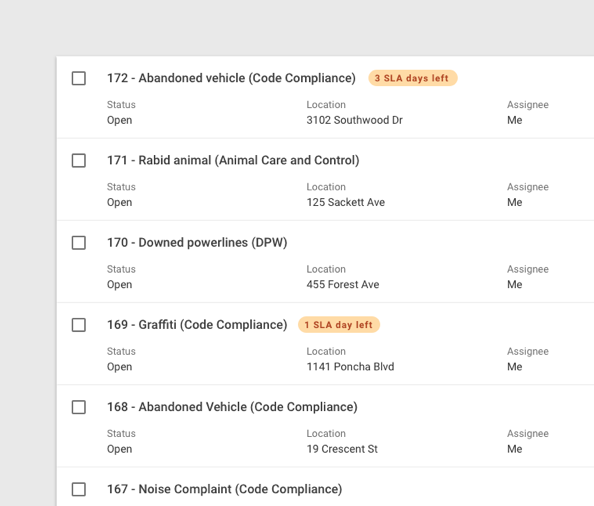 172 - Abandoned vehicle (Code Compliance) 3 SLA days left
Status Location Assignee
Open 3102 Southwood Dr Me
171 - Rabid animal (Animal Care and Control)
Status Location Assignee
Open 125 Sackett Ave Me
170 - Downed powerlines (DPW)
Status Location Assignee
Open 455 Forest Ave Me
169 - Graffiti (Code Compliance) 1 SLA day left
Status Location Assignee
Open 1141 Poncha Blvd Me
168 - Abandoned Vehicle (Code Compliance)
Status Location Assignee
Open 19 Crescent St Me
167 - Noise Complaint (Code Compliance)